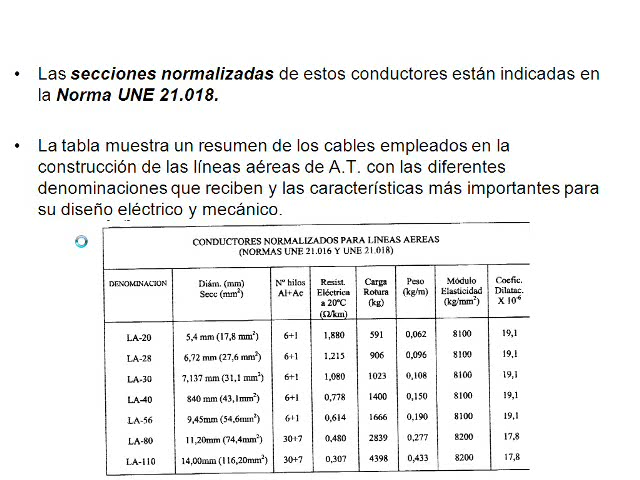 • Las secciones normalizadas de estos conductores están indicadas en
la Norma UNE 21.018.
• La tabla muestra un resumen de los cables empleados en la
construcción de las líneas aéreas de A.T. con las diferentes
denominaciones que reciben y las características más importantes para
su diseño eléctrico y mecánico.
CONDUCTORES NORMALIZADOS PARA LINEAS AEREAS
(NORMAS UNE 21.016 Y UNE 21.018)
DENOMINACION Diám. (mm) Secc (mm²) Nº hilos Al+Ac Resist. Eléctrica a 20ºC (Ω/km) Carga Rotura (kg) Peso (kg/m) Módulo Elasticidad (kg/mm²) Coefic. Dilatac. X 10⁻⁶
LA-20 5,4 mm (17,8 mm²) 6+1 1,880 591 0,062 8100 19,1
LA-28 6,72 mm (27,6 mm²) 6+1 1,215 906 0,096 8100 19,1
LA-30 7,137 mm (31,1 mm²) 6+1 1,080 1023 0,108 8100 19,1
LA-40 840 mm (43,1mm²) 6+1 0,778 1400 0,150 8100 19,1
LA-56 9,45mm (54,6mm²) 6+1 0,614 1666 0,190 8100 19,1
LA-80 11,20mm (74,4mm²) 30+7 0,480 2839 0,277 8200 17,8
LA-110 14,00mm (116,20mm²) 30+7 0,307 4398 0,433 8200 17,8